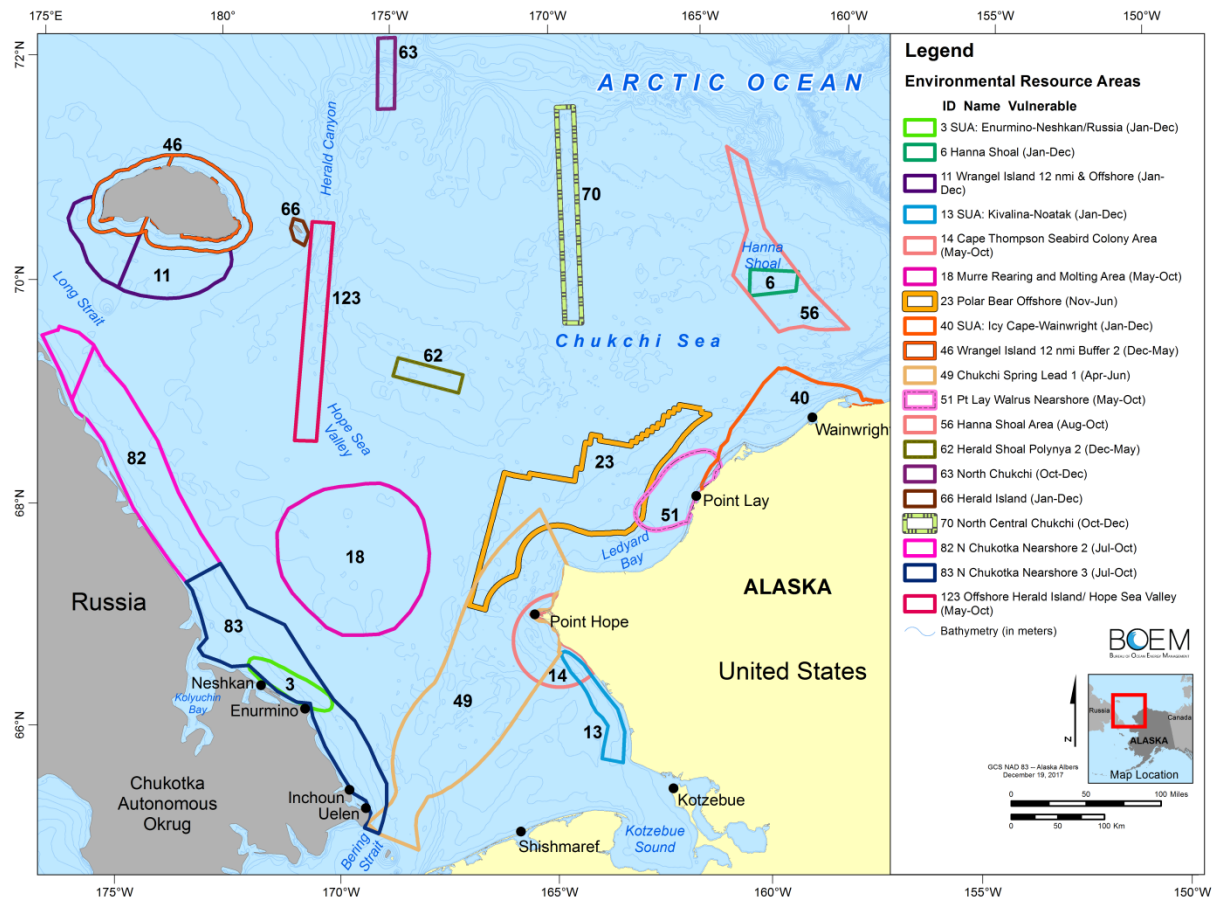 175°E
180°
175°W
170°W
165°W
160°W
155°W
150°W
72°N
70°N
68°N
66°N
63
ARCTIC OCEAN
Herald Canyon
46
66
70
11
123
Hanna
Shoal
6
56
Long Strait
Chukchi Sea
62
40
Wainwright
Hope Sea
Valley
23
82
Point Lay
51
18
Ledyard
Bay
Russia
ALASKA
83
Point Hope
United States
Neshkan
3
14
Kolyuchin
Bay
Enurmino
49
13
Chukotka
Autonomous
Okrug
Inchoun
Uelen
Kotzebue
Bering
Strait
Shishmaref
Kotzebue
Sound
175°W
170°W
165°W
160°W
155°W
150°W
Legend
Environmental Resource Areas
ID Name Vulnerable
3 SUA: Enurmino-Neshkan/Russia (Jan-Dec)
6 Hanna Shoal (Jan-Dec)
11 Wrangel Island 12 nmi & Offshore (Jan-
Dec)
13 SUA: Kivalina-Noatak (Jan-Dec)
14 Cape Thompson Seabird Colony Area
(May-Oct)
18 Murre Rearing and Molting Area (May-Oct)
23 Polar Bear Offshore (Nov-Jun)
40 SUA: Icy Cape-Wainwright (Jan-Dec)
46 Wrangel Island 12 nmi Buffer 2 (Dec-May)
49 Chukchi Spring Lead 1 (Apr-Jun)
51 Pt Lay Walrus Nearshore (May-Oct)
56 Hanna Shoal Area (Aug-Oct)
62 Herald Shoal Polynya 2 (Dec-May)
63 North Chukchi (Oct-Dec)
66 Herald Island (Jan-Dec)
70 North Central Chukchi (Oct-Dec)
82 N Chukotka Nearshore 2 (Jul-Oct)
83 N Chukotka Nearshore 3 (Jul-Oct)
123 Offshore Herald Island/ Hope Sea Valley
(May-Oct)
Bathymetry (in meters)
BOEM
BUREAU OF OCEAN ENERGY MANAGEMENT
N
Russia
Canada
ALASKA
Map Location
GCS NAD 83 – Alaska Albers
December 19, 2017
0 50 100 Miles
0 50 100 Km